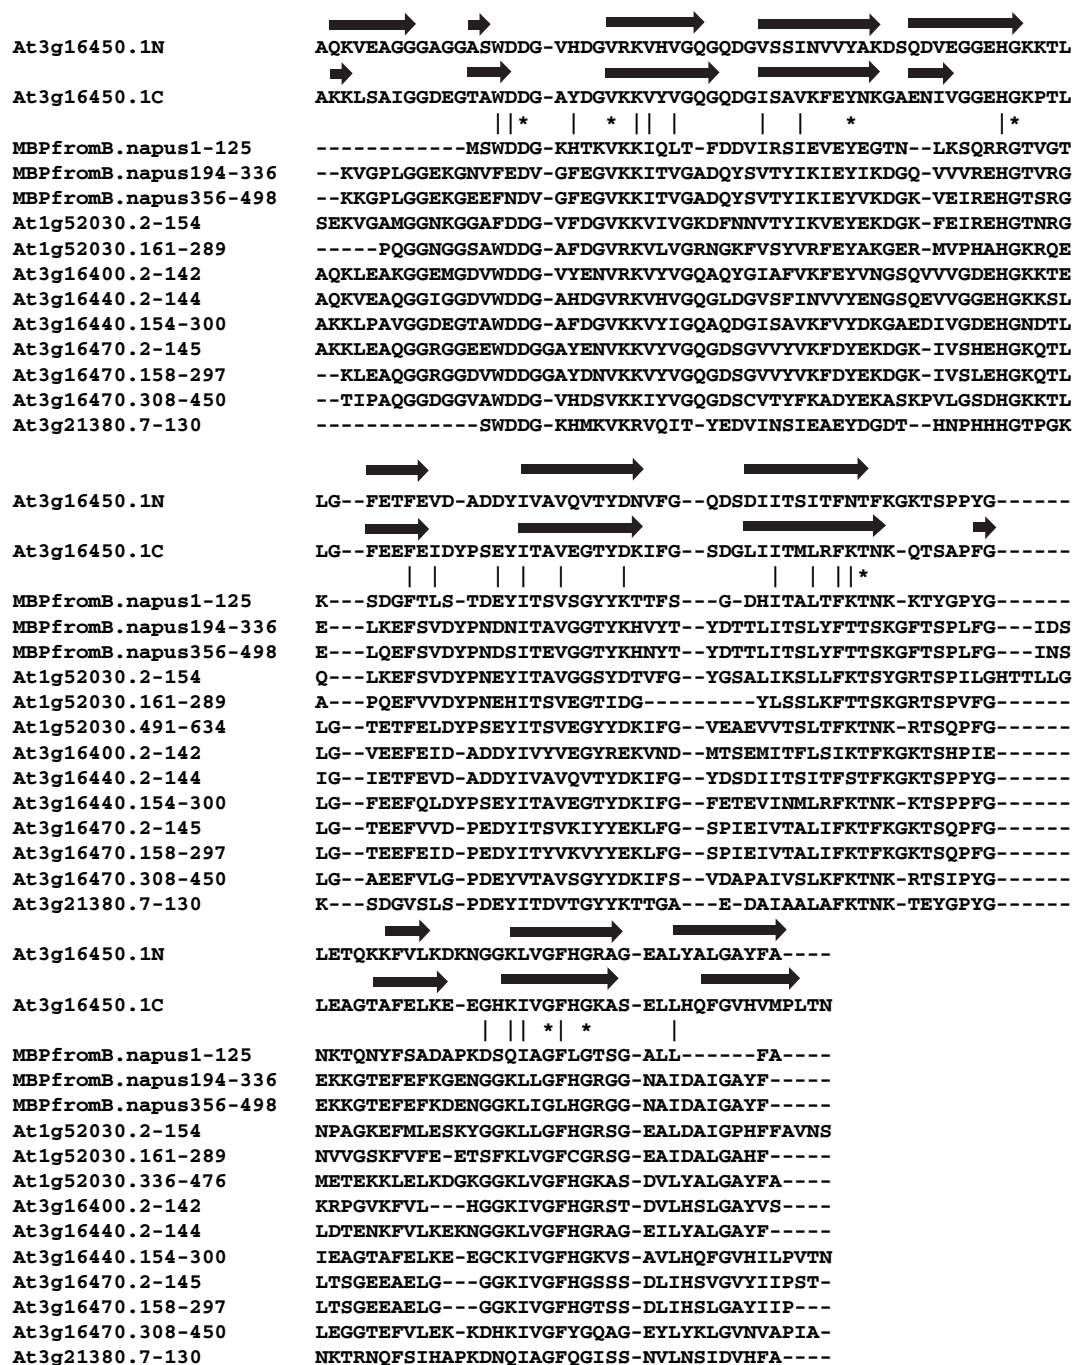 At3g16450.1N AQKVEAGGGAGGASWDDG-VHDGVRKVHVGQGQDGVSSINVVYAKDSQDVEGGEHGKKTL
At3g16450.1C AKKLSAIGGDEGTAWDDG-AYDGVKKVYVGQGQDGISAVKFEYNKGAENIVGGEHGKPTL
||* | * || | | | * |*
MBPfromB.napus1-125 ------------MSWDDG-KHTKVKKIQLT-FDDVIRSIEVEYEGTN--LKSQRRGTVGT
MBPfromB.napus194-336 --KVGPLGGEKGNVFEDV-GFEGVKKITVGADQYSVTYIKIEYIKDGQ-VVVREHGTVRG
MBPfromB.napus356-498 --KKGPLGGEKGEEFNDV-GFEGVKKITVGADQYSVTYIKIEYVKDGK-VEIREHGTSRG
At1g52030.2-154 SEKVGAMGGNKGGAFDDG-VFDGVKKVIVGKDFNNVTYIKVEYEKDGK-FEIREHGTNRG
At1g52030.161-289 -----PQGGNGGSAWDDG-AFDGVRKVLVGRNGKFVSYVRFEYAKGER-MVPHAHGKRQE
At3g16400.2-142 AQKLEAKGGEMGDVWDDG-VYENVRKVYVGQAQYGIAFVKFEYVNGSQVVVGDEHGKKTE
At3g16440.2-144 AQKVEAQGGIGGDVWDDG-AHDGVRKVHVGQGLDGVSFINVVYENGSQEVVGGEHGKKSL
At3g16440.154-300 AKKLPAVGGDEGTAWDDG-AFDGVKKVYIGQAQDGISAVKFVYDKGAEDIVGDEHGNDTL
At3g16470.2-145 AKKLEAQGGRGGEEWDDGGAYENVKKVYVGQGDSGVVYVKFDYEKDGK-IVSHEHGKQTL
At3g16470.158-297 --KLEAQGGRGGDVWDDGGAYDNVKKVYVGQGDSGVVYVKFDYEKDGK-IVSLEHGKQTL
At3g16470.308-450 --TIPAQGGDGGVAWDDG-VHDSVKKIYVGQGDSCVTYFKADYEKASKPVLGSDHGKKTL
At3g21380.7-130 -------------SWDDG-KHMKVKRVQIT-YEDVINSIEAEYDGDT--HNPHHHGTPGK
At3g16450.1N LG--FETFEVD-ADDYIVAVQVTYDNVFG--QDSDIITSITFNTFKGKTSPPYG------
At3g16450.1C LG--FEEFEIDYPSEYITAVEGTYDKIFG--SDGLIITMLRFKTNK-QTSAPFG------
| | | | | | | | ||*
MBPfromB.napus1-125 K---SDGFTLS-TDEYITSVSGYYKTTFS---G-DHITALTFKTNK-KTYGPYG------
MBPfromB.napus194-336 E---LKEFSVDYPNDNITAVGGTYKHVYT--YDTTLITSLYFTTSKGFTSPLFG---IDS
MBPfromB.napus356-498 E---LQEFSVDYPNDSITEVGGTYKHNYT--YDTTLITSLYFTTSKGFTSPLFG---INS
At1g52030.2-154 Q---LKEFSVDYPNEYITAVGGSYDTVFG--YGSALIKSLLFKTSYGRTSPILGHTTLLG
At1g52030.161-289 A---PQEFVVDYPNEHITSVEGTIDG---------YLSSLKFTTSKGRTSPVFG------
At1g52030.491-634 LG--TETFELDYPSEYITSVEGYYDKIFG--VEAEVVTSLTFKTNK-RTSQPFG------
At3g16400.2-142 LG--VEEFEID-ADDYIVYVEGYREKVND--MTSEMITFLSIKTFKGKTSHPIE------
At3g16440.2-144 IG--IETFEVD-ADDYIVAVQVTYDKIFG--YDSDIITSITFSTFKGKTSPPYG------
At3g16440.154-300 LG--FEEFQLDYPSEYITAVEGTYDKIFG--FETEVINMLRFKTNK-KTSPPFG------
At3g16470.2-145 LG--TEEFVVD-PEDYITSVKIYYEKLFG--SPIEIVTALIFKTFKGKTSQPFG------
At3g16470.158-297 LG--TEEFEID-PEDYITYVKVYYEKLFG--SPIEIVTALIFKTFKGKTSQPFG------
At3g16470.308-450 LG--AEEFVLG-PDEYVTAVSGYYDKIFS--VDAPAIVSLKFKTNK-RTSIPYG------
At3g21380.7-130 K---SDGVSLS-PDEYITDVTGYYKTTGA---E-DAIAALAFKTNK-TEYGPYG------
At3g16450.1N LETQKKFVLKDKNGGKLVGFHGRAG-EALYALGAYFA----
At3g16450.1C LEAGTAFELKE-EGHKIVGFHGKAS-ELLHQFGVHVMPLTN
| || *| * |
MBPfromB.napus1-125 NKTQNYFSADAPKDSQIAGFLGTSG-ALL------FA----
MBPfromB.napus194-336 EKKGTEFEFKGENGGKLLGFHGRGG-NAIDAIGAYF-----
MBPfromB.napus356-498 EKKGTEFEFKDENGGKLIGLHGRGG-NAIDAIGAYF-----
At1g52030.2-154 NPAGKEFMLESKYGGKLLGFHGRSG-EALDAIGPHFFAVNS
At1g52030.161-289 NVVGSKFVFE-ETSFKLVGFCGRSG-EAIDALGAHF-----
At1g52030.336-476 METEKKLELKDGKGGKLVGFHGKAS-DVLYALGAYFA----
At3g16400.2-142 KRPGVKFVL---HGGKIVGFHGRST-DVLHSLGAYVS----
At3g16440.2-144 LDTENKFVLKEKNGGKLVGFHGRAG-EILYALGAYF-----
At3g16440.154-300 IEAGTAFELKE-EGCKIVGFHGKVS-AVLHQFGVHILPVTN
At3g16470.2-145 LTSGEEAELG---GGKIVGFHGSSS-DLIHSVGVYIIPST-
At3g16470.158-297 LTSGEEAELG---GGKIVGFHGTSS-DLIHSLGAYIIP---
At3g16470.308-450 LEGGTEFVLEK-KDHKIVGFYGQAG-EYLYKLGVNVAPIA-
At3g21380.7-130 NKTRNQFSIHAPKDNQIAGFQGISS-NVLNSIDVHFA----